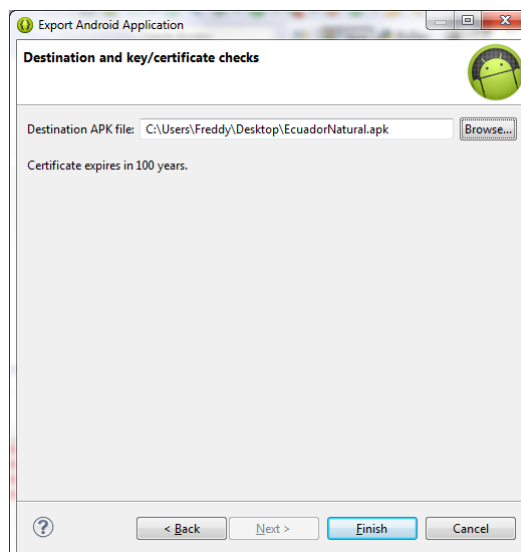 Export Android Application
Destination and key/certificate checks
Destination APK file: C:\Users\Freddy\Desktop\EcuadorNatural.apk Browse...
Certificate expires in 100 years.
? < Back Next > Finish Cancel